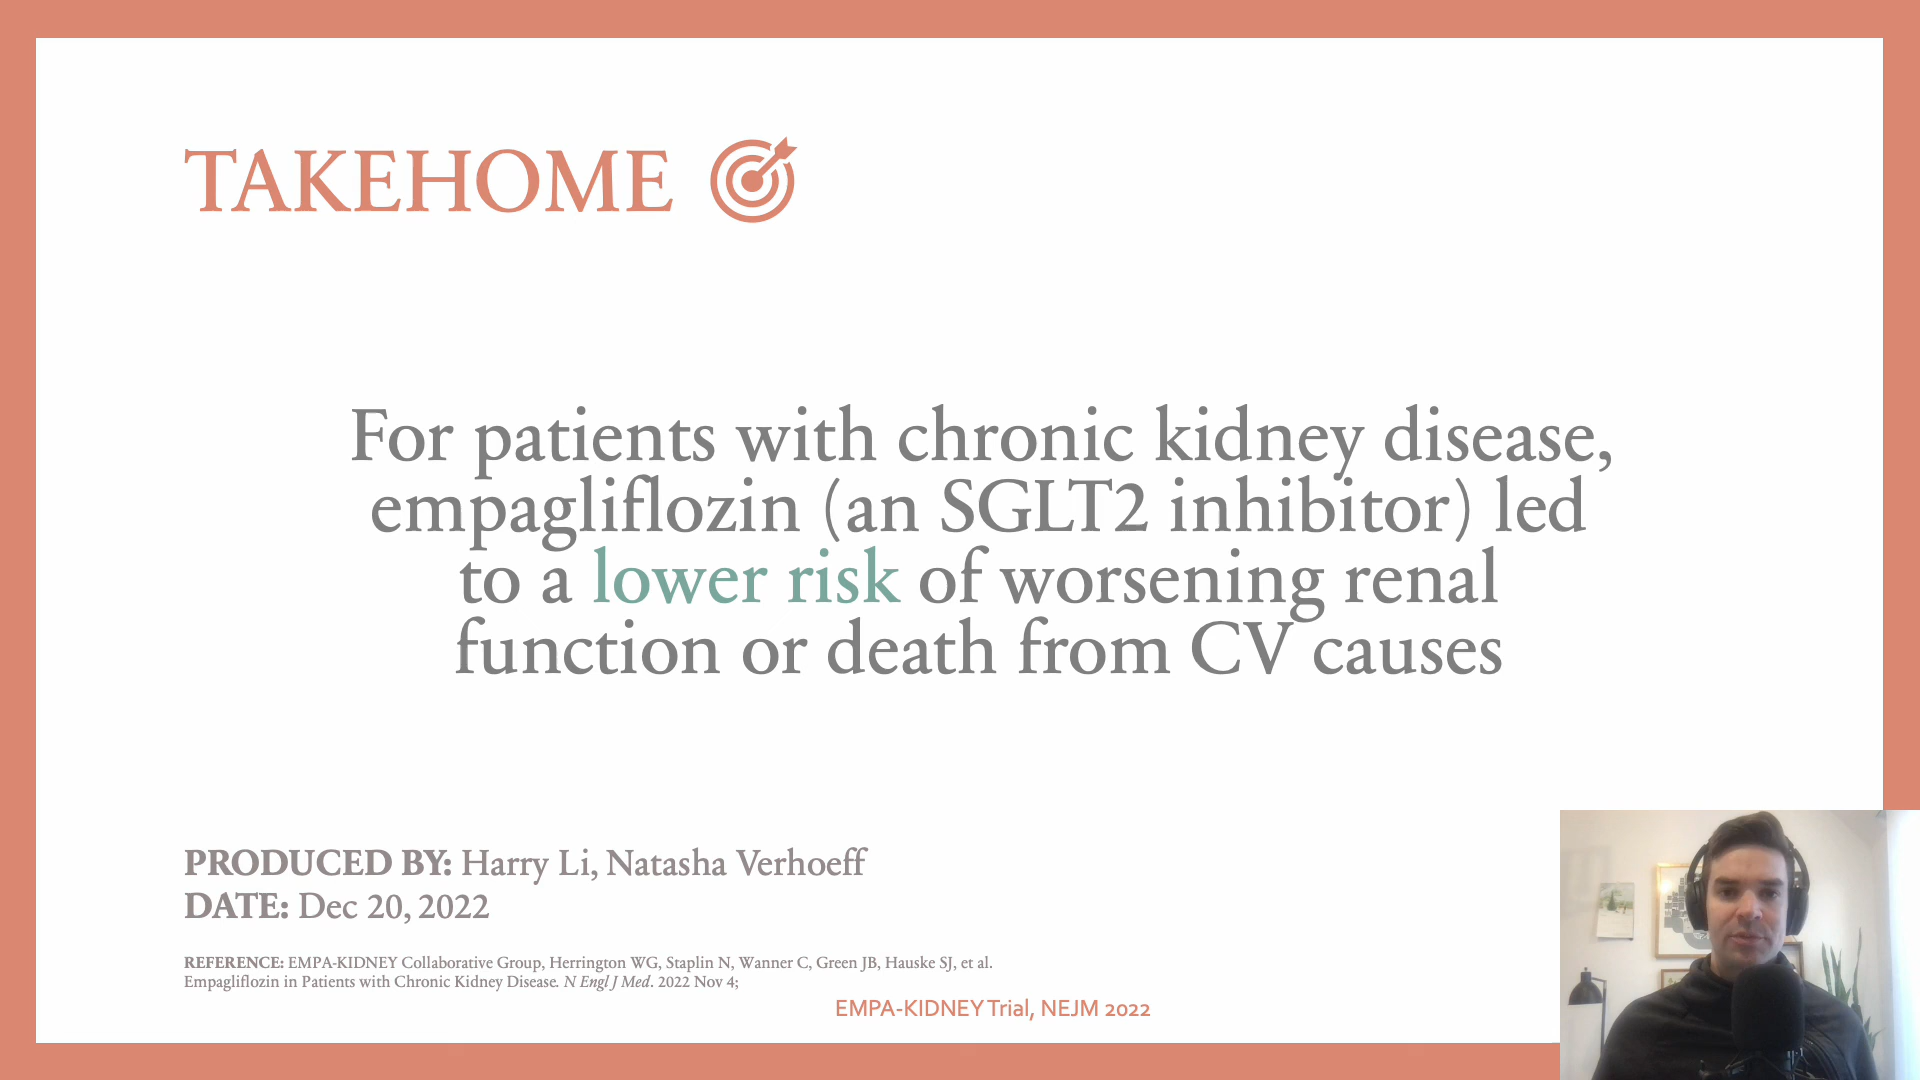 TAKEHOME
For patients with chronic kidney disease,
empagliflozin (an SGLT2 inhibitor) led
to a lower risk of worsening renal
function or death from CV causes
PRODUCED BY: Harry Li, Natasha Verhoeff
DATE: Dec 20, 2022
REFERENCE: EMPA-KIDNEY Collaborative Group, Herrington WG, Staplin N, Wanner C, Green JB, Hauske SJ, et al.
Empagliflozin in Patients with Chronic Kidney Disease. N Engl J Med. 2022 Nov 4;
EMPA-KIDNEY Trial, NEJM 2022